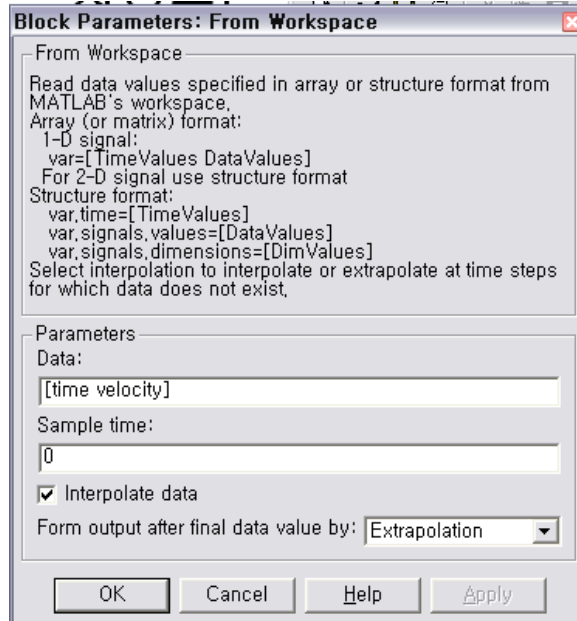 Block Parameters: From Workspace
From Workspace
Read data values specified in array or structure format from
MATLAB's workspace,
Array (or matrix) format:
1-D signal:
var=[TimeValues DataValues]
For 2-D signal use structure format
Structure format:
var,time=[TimeValues]
var,signals,values=[DataValues]
var,signals,dimensions=[DimValues]
Select interpolation to interpolate or extrapolate at time steps
for which data does not exist,
Parameters
Data:
[time velocity]
Sample time:
0
Interpolate data
Form output after final data value by: Extrapolation
OK Cancel Help Apply